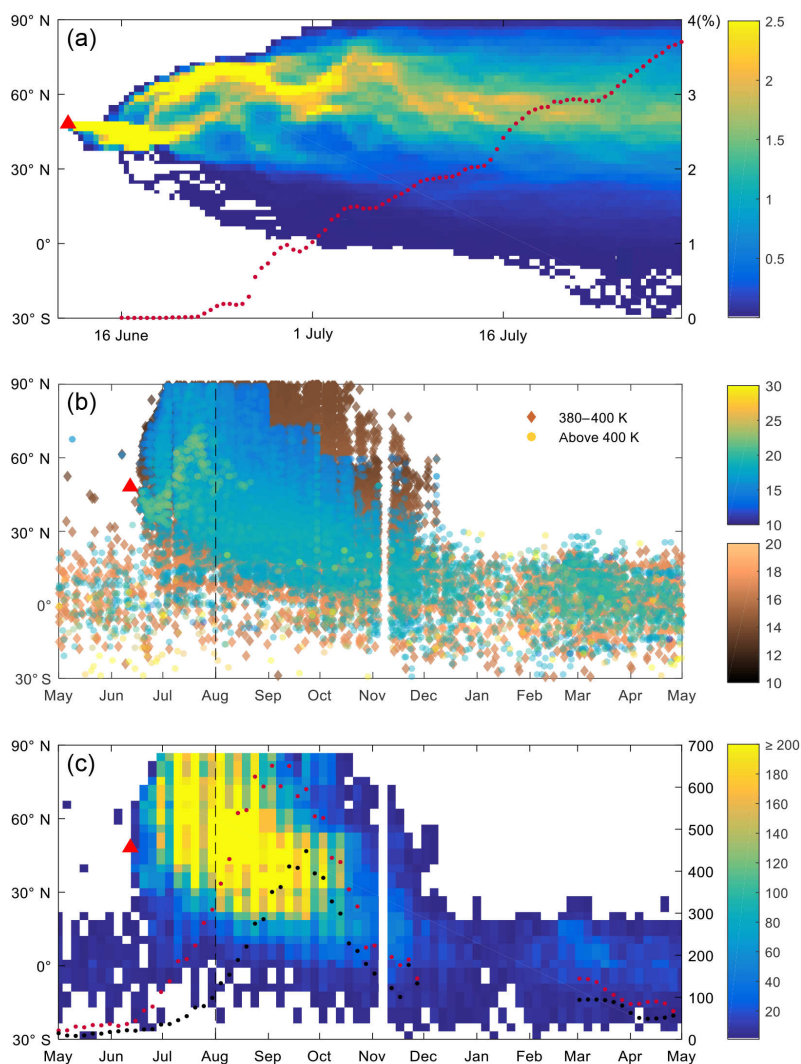 (a)
90° N
60° N
30° N
0°
30° S
16 June
1 July
16 July
4(%)
3
2
1
0
2.5
2
1.5
1
0.5
(b)
90° N
60° N
30° N
0°
30° S
May Jun Jul Aug Sep Oct Nov Dec Jan Feb Mar Apr May
380–400 K
Above 400 K
30
25
20
15
10
20
18
16
14
12
10
(c)
90° N
60° N
30° N
0°
30° S
May Jun Jul Aug Sep Oct Nov Dec Jan Feb Mar Apr May
700
600
500
400
300
200
100
0
≥ 200
180
160
140
120
100
80
60
40
20